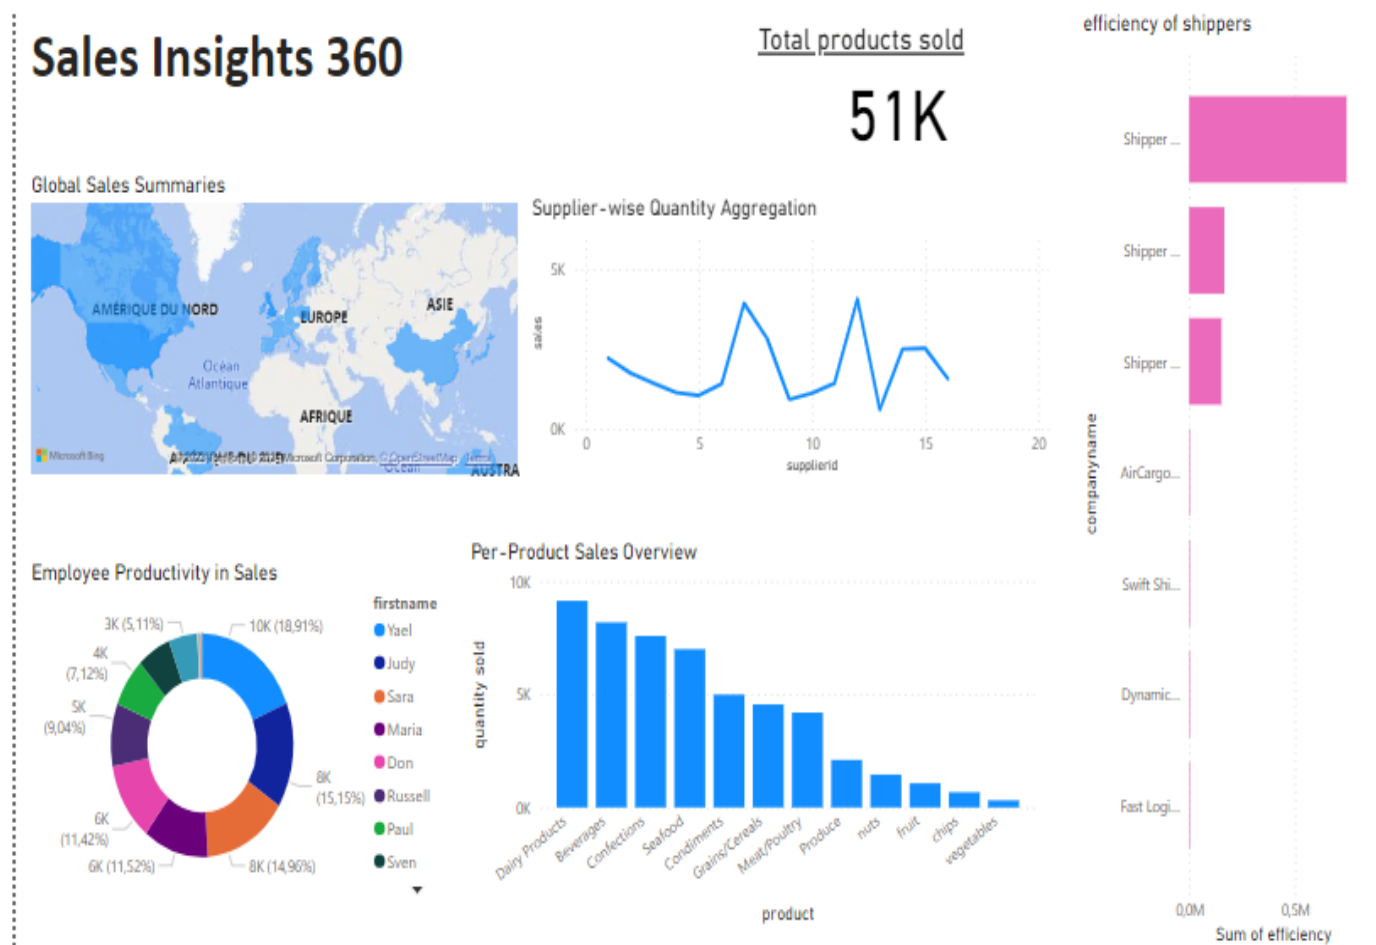 Sales Insights 360
Total products sold
51K
efficiency of shippers
Global Sales Summaries
AMÉRIQUE DU NORD
EUROPE
ASIE
Océan
Atlantique
AFRIQUE
Microsoft Bing
Microsoft Corporation, © OpenStreetMap Terms
Océan
AUSTRA
Supplier-wise Quantity Aggregation
sales
5K
0K
0
5
10
15
20
supplierid
Employee Productivity in Sales
3K (5,11%)
10K (18,91%)
4K
(7,12%)
5K
(9,04%)
8K
(15,15%)
6K
(11,42%)
6K (11,52%)
8K (14,96%)
firstname
Yael
Judy
Sara
Maria
Don
Russell
Paul
Sven
Per-Product Sales Overview
quantity sold
10K
5K
0K
Dairy Products
Beverages
Confections
Seafood
Condiments
Grains/Cereals
Meat/Poultry
Produce
nuts
fruit
chips
vegetables
product
companyname
Shipper ...
Shipper ...
Shipper ...
AirCargo...
Swift Shi...
Dynamic...
Fast Logi...
0,0M
0,5M
Sum of efficiency